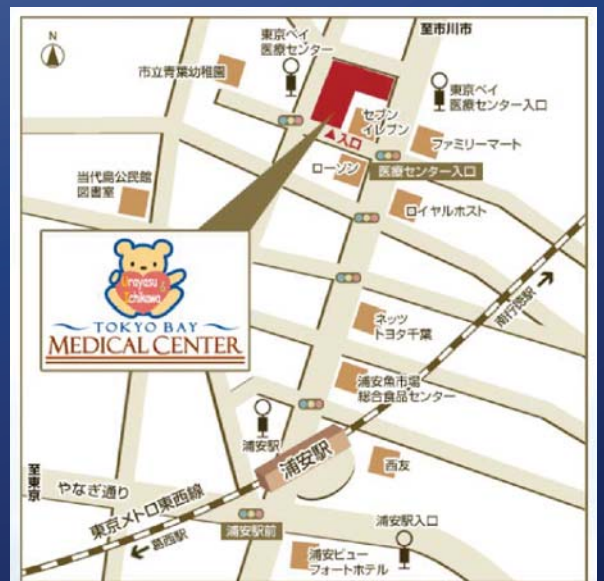 N
至市川市
東京ベイ
医療センター
市立青葉幼稚園
東京ベイ
医療センター入口
セブン
イレブン
▲入口
ファミリーマート
ローソン
医療センター入口
当代島公民館
図書室
ロイヤルホスト
Urayasu &
Ichikawa
TOKYO BAY
MEDICAL CENTER
南行徳駅
ネッツ
トヨタ千葉
浦安魚市場
総合食品センター
浦安駅
浦安駅
西友
至東京
やなぎ通り
東京メトロ東西線
浦安駅前
浦安駅入口
葛西駅
浦安ビュー
フォートホテル